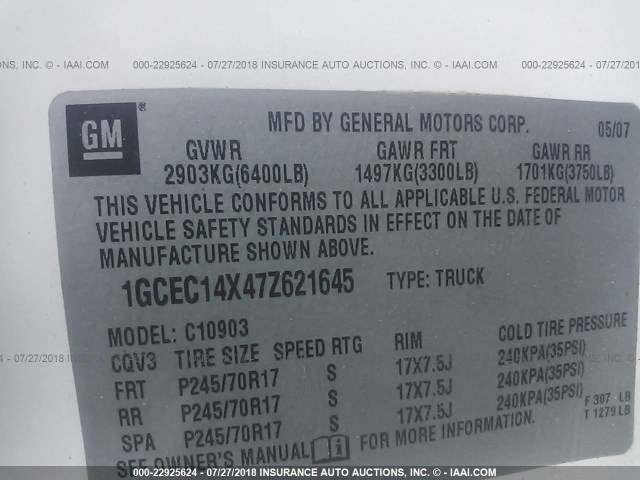 NS, INC. © - IAAI.COM 000-22925624 | 07/27/2018 | INSURANCE AUTO AUCTIONS, INC. © - IAAI.COM 000-22925624 | 07
GM ®
MFD BY GENERAL MOTORS CORP. 05/07
GVWR GAWR FRT GAWR RR
2903KG(6400LB) 1497KG(3300LB) 1701KG(3750LB)
THIS VEHICLE CONFORMS TO ALL APPLICABLE U.S. FEDERAL MOTOR
VEHICLE SAFETY STANDARDS IN EFFECT ON THE DATE OF
MANUFACTURE SHOWN ABOVE.
1GCEC14X47Z621645 TYPE: TRUCK
MODEL: C10903
CQV3 TIRE SIZE SPEED RTG RIM COLD TIRE PRESSURE
FRT P245/70R17 S 17X7.5J 240KPA(35PSI)
RR P245/70R17 S 17X7.5J 240KPA(35PSI)
SPA P245/70R17 S 17X7.5J 240KPA(35PSI)
SEE OWNER'S MANUAL FOR MORE INFORMATION.
F 307 LB
T 1279 LB
000-22925624 | 07/27/2018 | INSURANCE AUTO AUCTIONS, INC. © - IAAI.COM